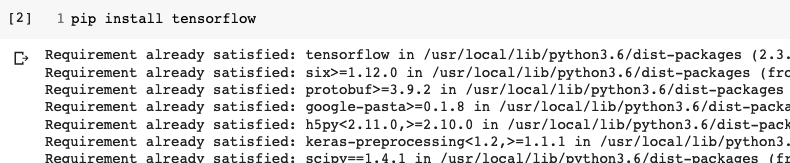 [2] 1 pip install tensorflow
Requirement already satisfied: tensorflow in /usr/local/lib/python3.6/dist-packages (2.3.
Requirement already satisfied: six>=1.12.0 in /usr/local/lib/python3.6/dist-packages (fro
Requirement already satisfied: protobuf>=3.9.2 in /usr/local/lib/python3.6/dist-packages
Requirement already satisfied: google-pasta>=0.1.8 in /usr/local/lib/python3.6/dist-packa
Requirement already satisfied: h5py<2.11.0,>=2.10.0 in /usr/local/lib/python3.6/dist-pack
Requirement already satisfied: keras-preprocessing<1.2,>=1.1.1 in /usr/local/lib/python3.
Requirement already satisfied: scipy==1.4.1 in /usr/local/lib/python3.6/dist-packages (fr